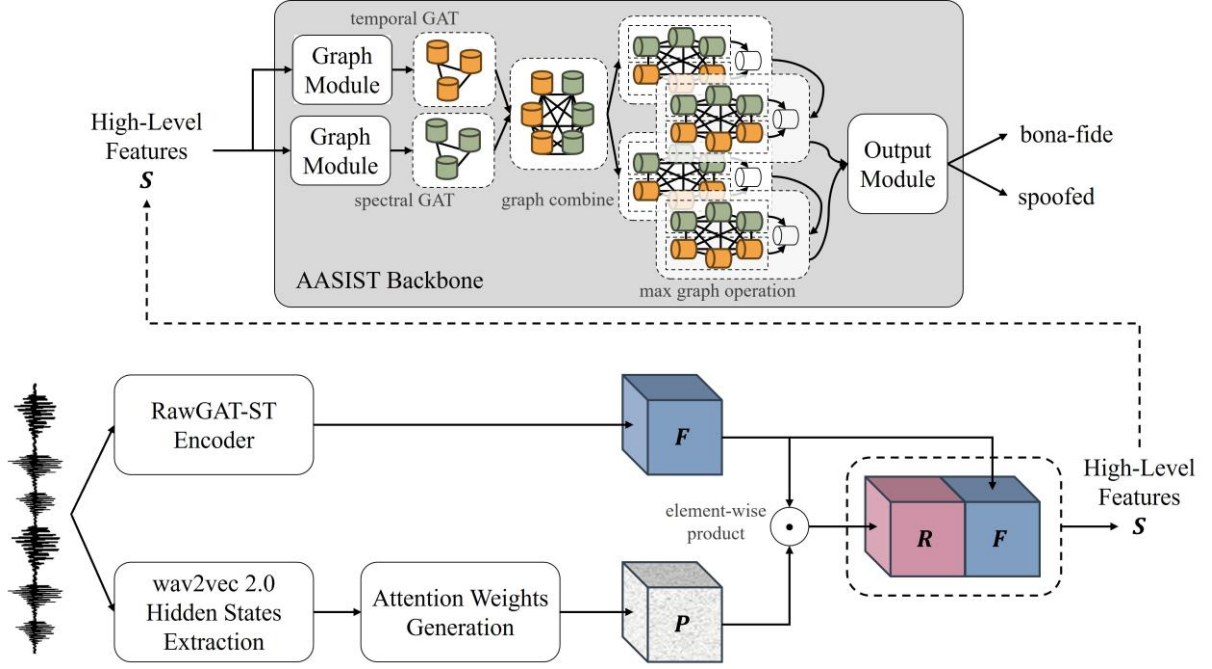 temporal GAT
Graph
Module
High-Level
Features
S
Graph
Module
spectral GAT
graph combine
max graph operation
Output
Module
bona-fide
spoofed
AASIST Backbone
RawGAT-ST
Encoder
F
element-wise
product
R
F
High-Level
Features
S
wav2vec 2.0
Hidden States
Extraction
Attention Weights
Generation
P